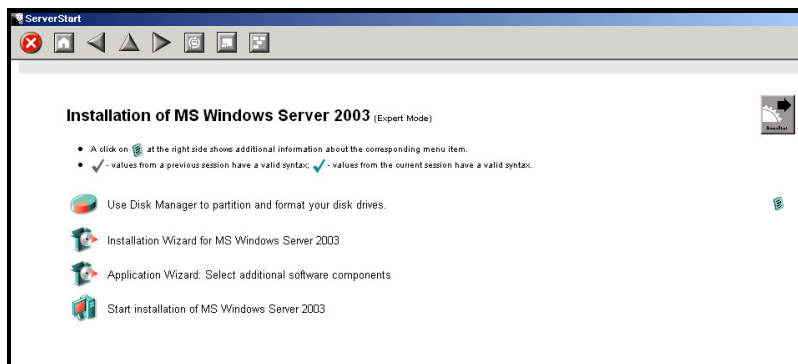 ServerStart
Installation of MS Windows Server 2003 (Expert Mode)
A click on at the right side shows additional information about the corresponding menu item.
- values from a previous session have a valid syntax; - values from the current session have a valid syntax.
Use Disk Manager to partition and format your disk drives.
Installation Wizard for MS Windows Server 2003
Application Wizard: Select additional software components
Start installation of MS Windows Server 2003